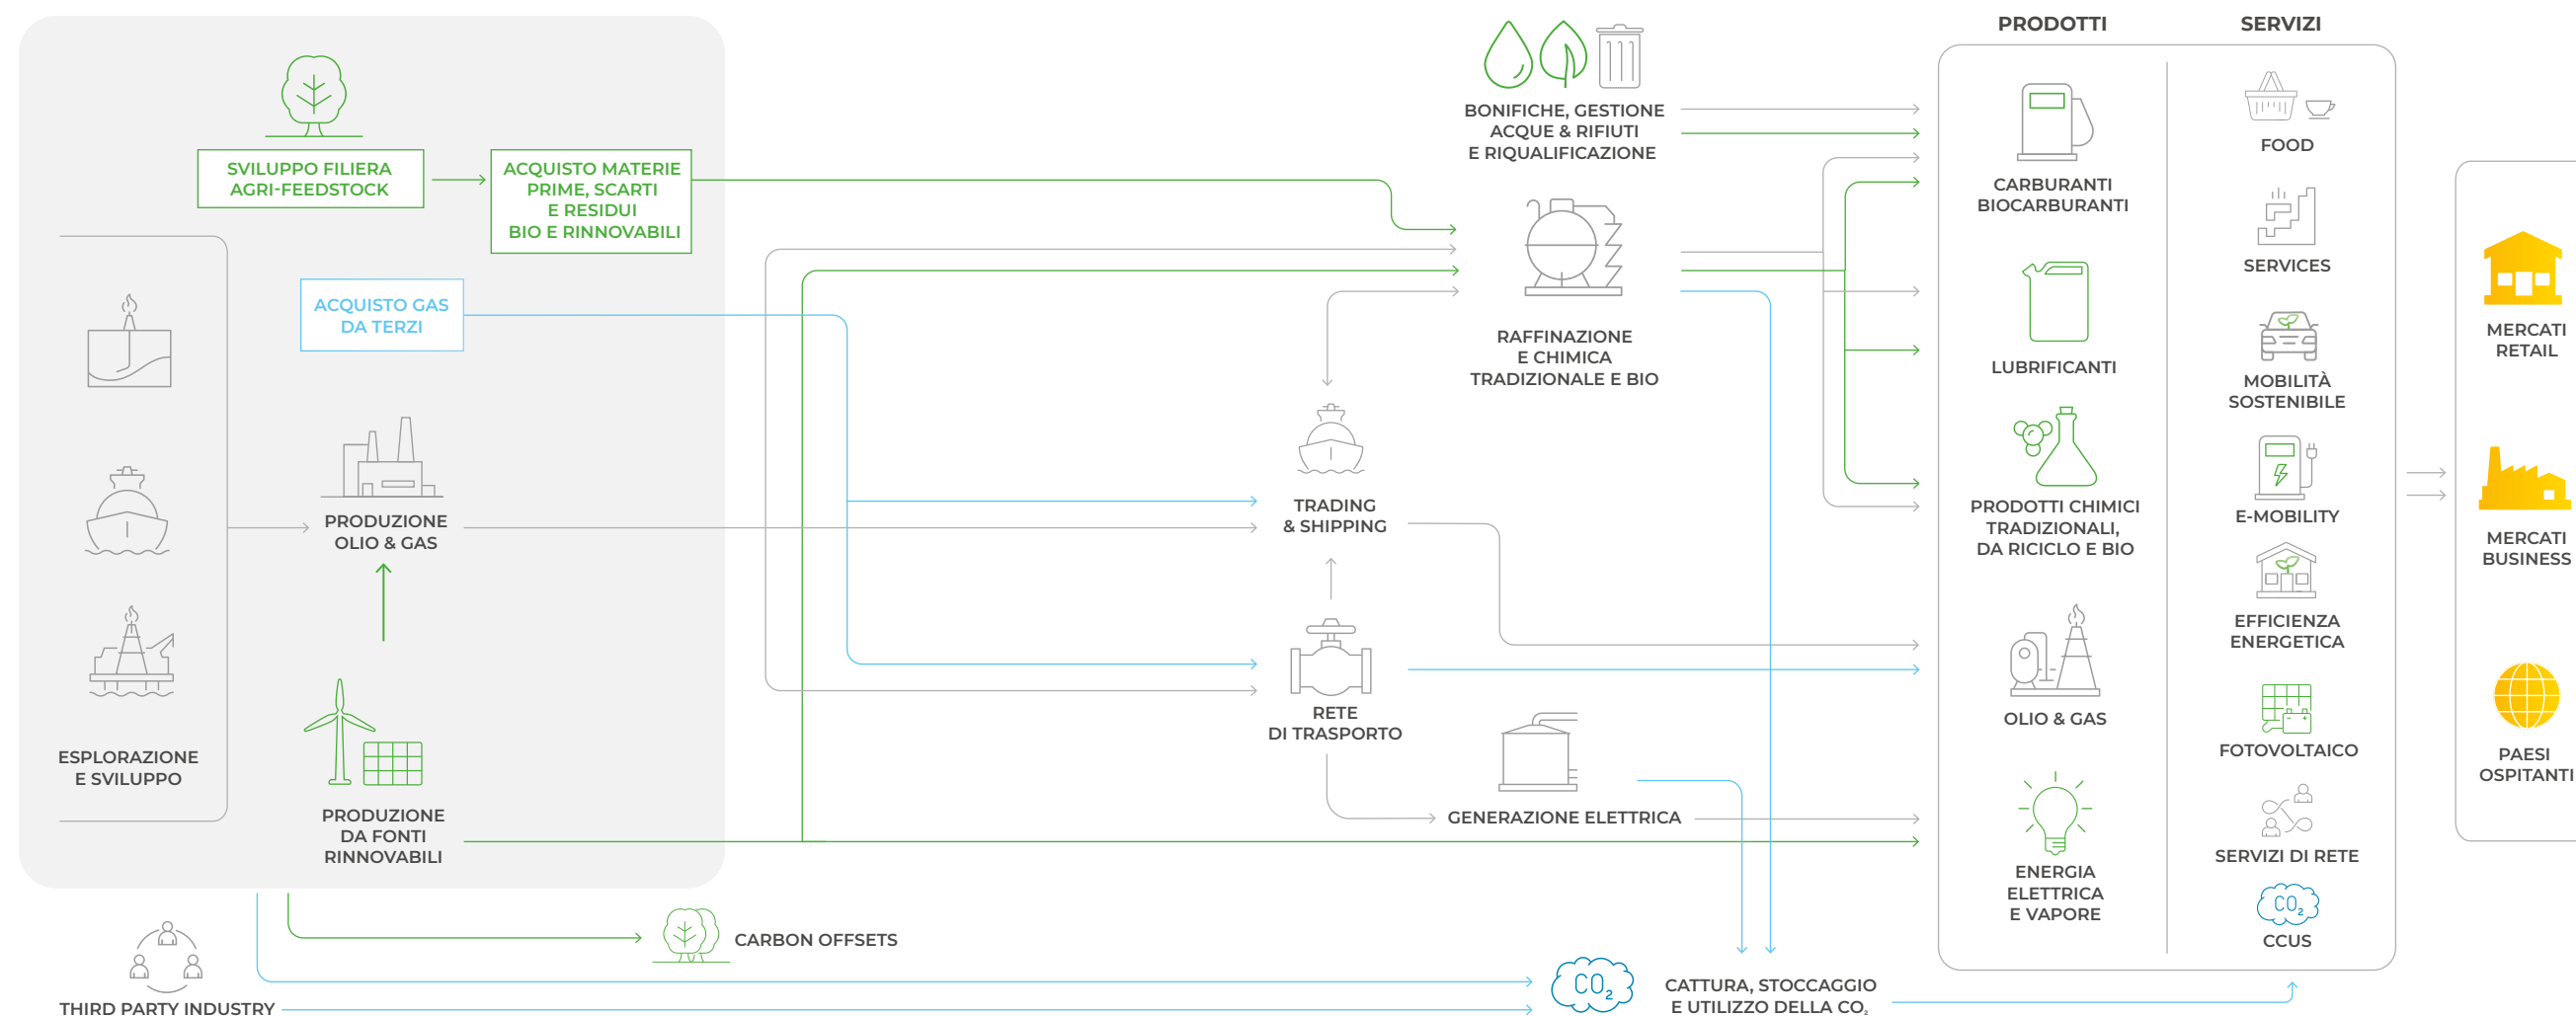 SVILUPPO FILIERA
AGRI-FEEDSTOCK
ACQUISTO MATERIE
PRIME, SCARTI
E RESIDUI
BIO E RINNOVABILI
ACQUISTO GAS
DA TERZI
PRODUZIONE
OLIO & GAS
ESPLORAZIONE
E SVILUPPO
PRODUZIONE
DA FONTI
RINNOVABILI
THIRD PARTY INDUSTRY
CARBON OFFSETS
BONIFICHE, GESTIONE
ACQUE & RIFIUTI
E RIQUALIFICAZIONE
RAFFINAZIONE
E CHIMICA
TRADIZIONALE E BIO
TRADING
& SHIPPING
RETE
DI TRASPORTO
GENERAZIONE ELETTRICA
CO₂
CATTURA, STOCCAGGIO
E UTILIZZO DELLA CO₂
PRODOTTI
CARBURANTI
BIOCARBURANTI
LUBRIFICANTI
PRODOTTI CHIMICI
TRADIZIONALI,
DA RICICLO E BIO
OLIO & GAS
ENERGIA
ELETTRICA
E VAPORE
SERVIZI
FOOD
SERVICES
MOBILITÀ
SOSTENIBILE
E-MOBILITY
EFFICIENZA
ENERGETICA
FOTOVOLTAICO
SERVIZI DI RETE
CO₂
CCUS
MERCATI
RETAIL
MERCATI
BUSINESS
PAESI
OSPITANTI